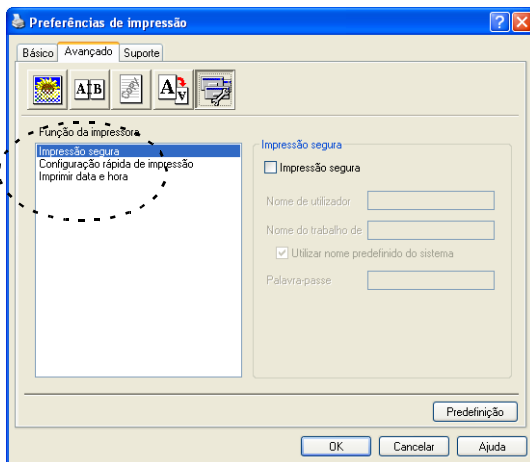 Preferências de impressão
Básico Avançado Suporte
A B
A A
Função da impressora
Impressão segura
Configuração rápida de impressão
Imprimir data e hora
Impressão segura
Impressão segura
Nome de utilizador
Nome do trabalho de
Utilizar nome predefinido do sistema
Palavra-passe
Predefinição
OK Cancelar Ajuda